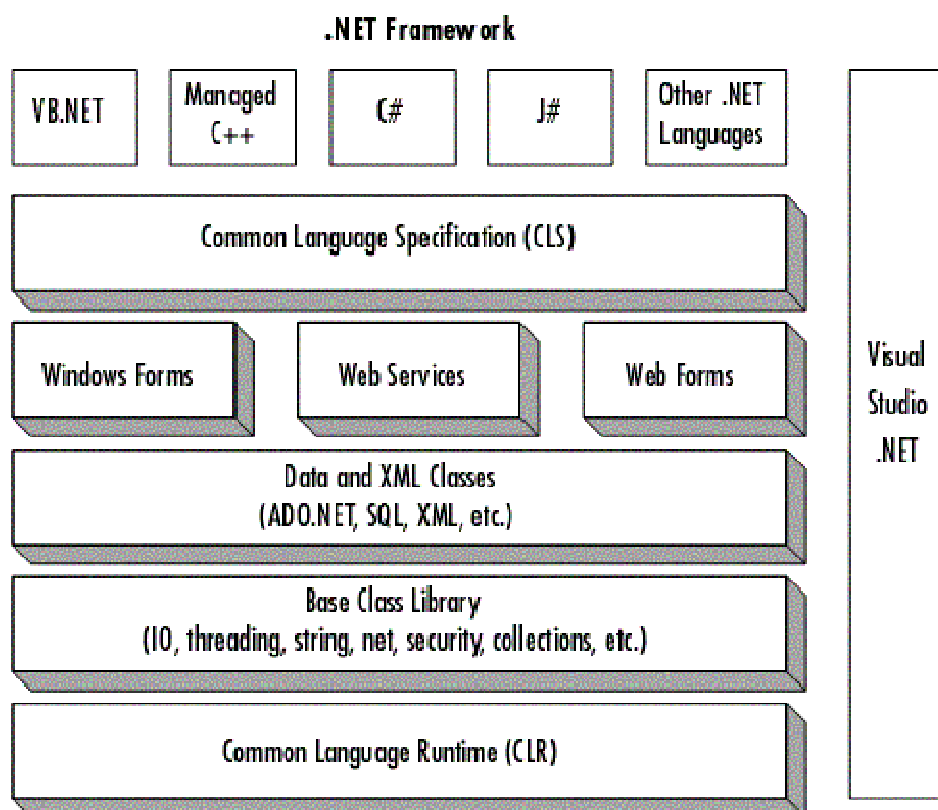 .NET Framework
VB.NET
Managed
C++
C#
J#
Other .NET
Languages
Common Language Specification (CLS)
Windows Forms
Web Services
Web Forms
Data and XML Classes
(ADO.NET, SQL, XML, etc.)
Base Class Library
(IO, threading, string, net, security, collections, etc.)
Common Language Runtime (CLR)
Visual
Studio
.NET